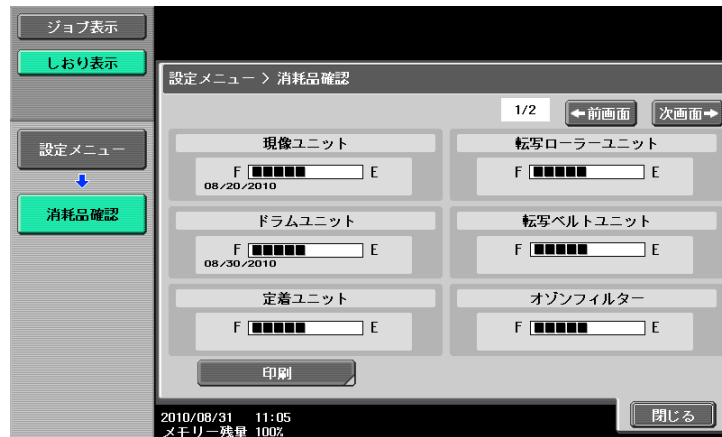 ジョブ表示
しおり表示
設定メニュー > 消耗品確認
1/2
←前画面
次画面→
設定メニュー
消耗品確認
現像ユニット
F E
08/20/2010
転写ローラーユニット
F E
ドラムユニット
F E
08/30/2010
転写ベルトユニット
F E
定着ユニット
F E
オゾンフィルター
F E
印刷
2010/08/31 11:05
メモリー残量 100%
閉じる